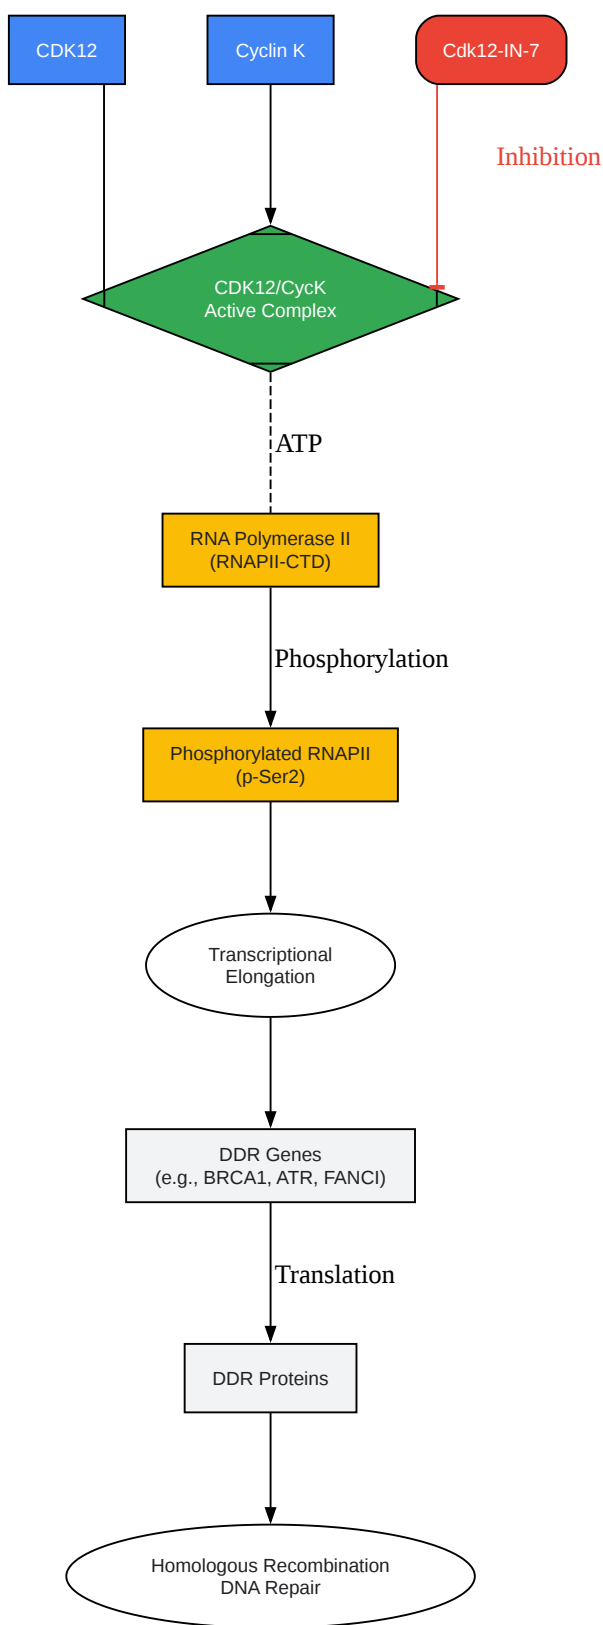 CDK12
Cyclin K
Cdk12-IN-7
Inhibition
CDK12/CycK
Active Complex
ATP
RNA Polymerase II
(RNAPII-CTD)
Phosphorylation
Phosphorylated RNAPII
(p-Ser2)
Transcriptional
Elongation
DDR Genes
(e.g., BRCA1, ATR, FANCI)
Translation
DDR Proteins
Homologous Recombination
DNA Repair